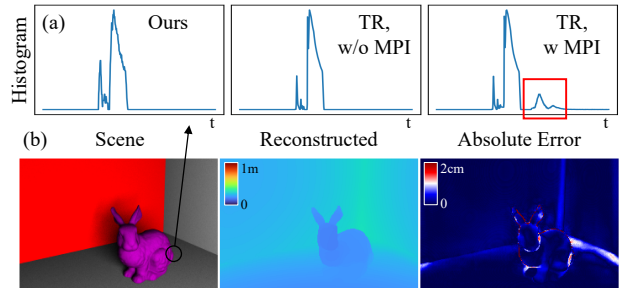 (a)
Ours
TR,
w/o MPI
TR,
w MPI
Histogram
t
t
t
(b)
Scene
Reconstructed
Absolute Error
1m
0
2cm
0